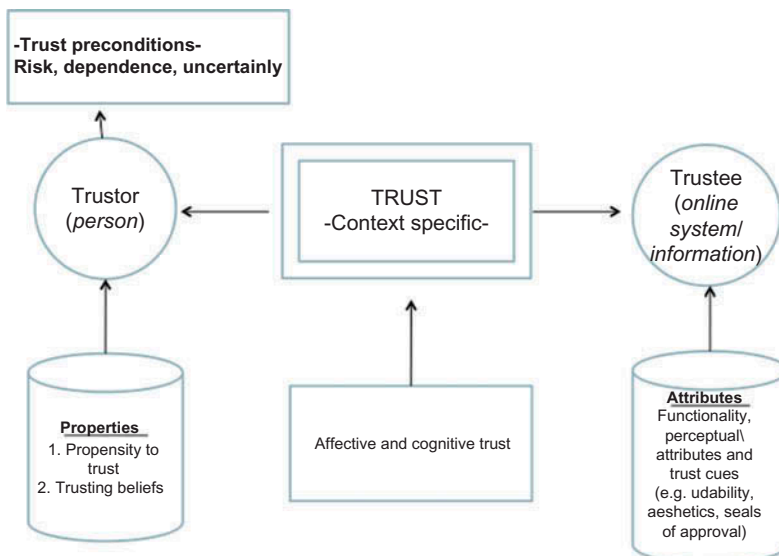 -Trust preconditions-
Risk, dependence, uncertainly
Trustor
(person)
TRUST
-Context specific-
Trustee
(online
system/
information)
Properties
1. Propensity to
trust
2. Trusting beliefs
Affective and cognitive trust
Attributes
Functionality,
perceptual\
attributes and
trust cues
(e.g. udability,
aeshetics, seals
of approval)